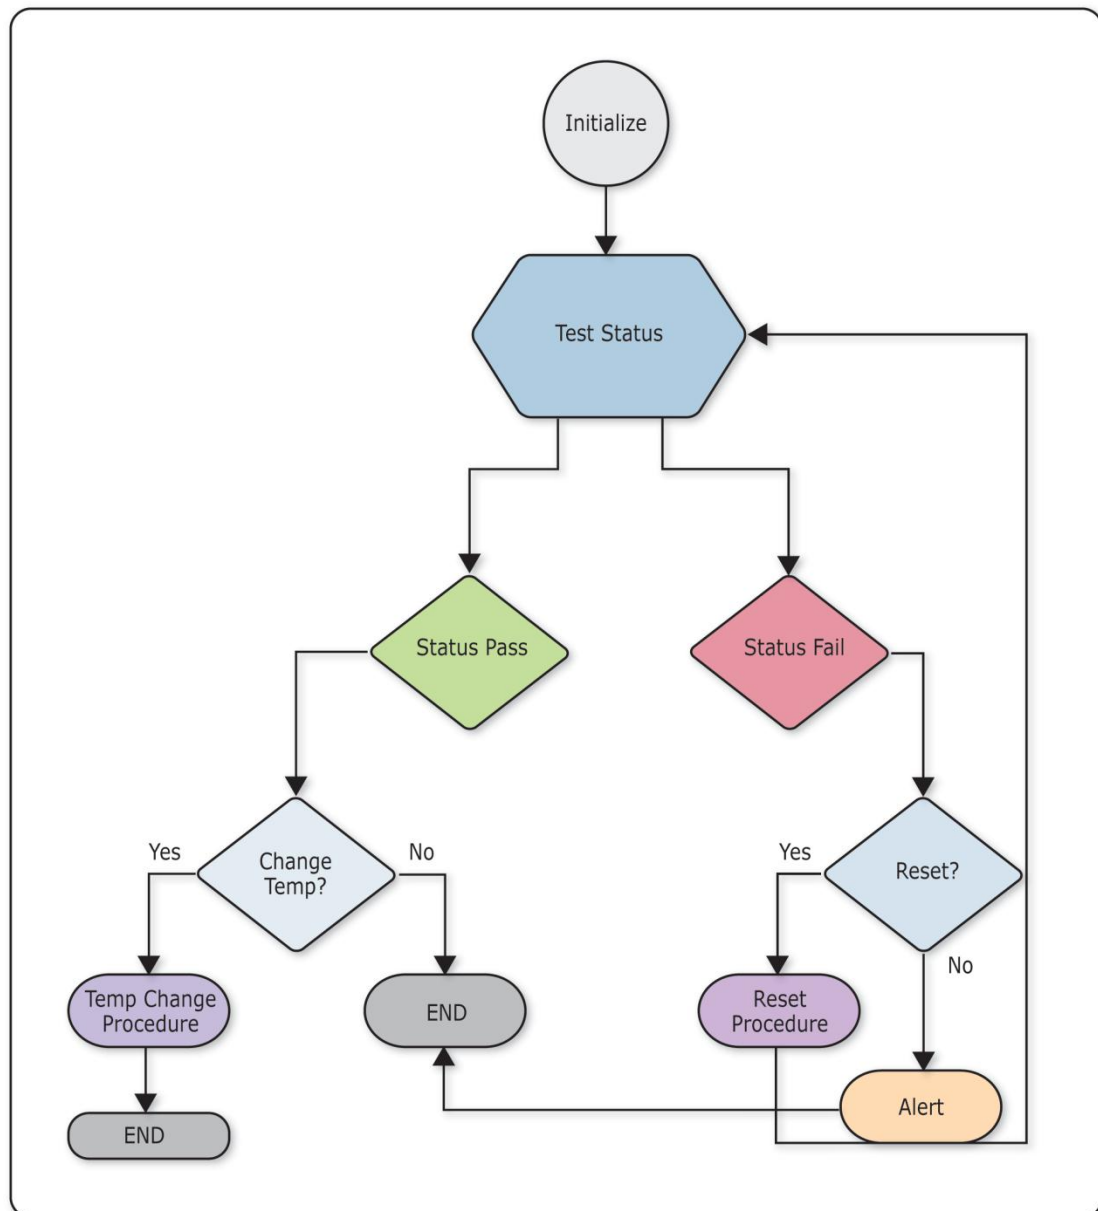 Initialize
Test Status
Status Pass
Status Fail
Yes
Change
Temp?
No
Yes
Reset?
No
Temp Change
Procedure
END
Reset
Procedure
Alert
END